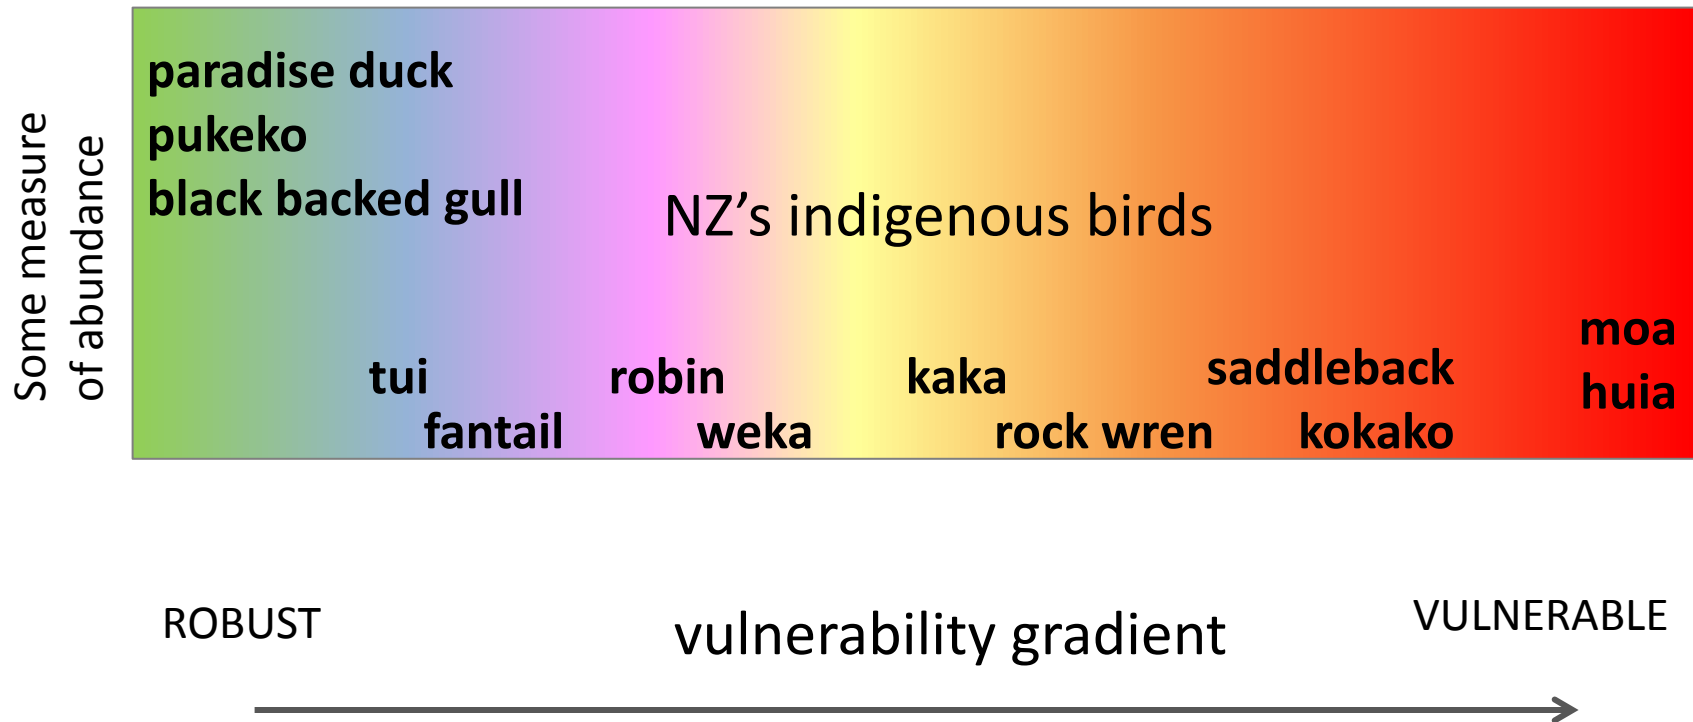 Some measure
of abundance
paradise duck
pukeko
black backed gull
NZ's indigenous birds
tui
fantail
robin
weka
kaka
rock wren
saddleback
kokako
moa
huia
ROBUST
vulnerability gradient
VULNERABLE